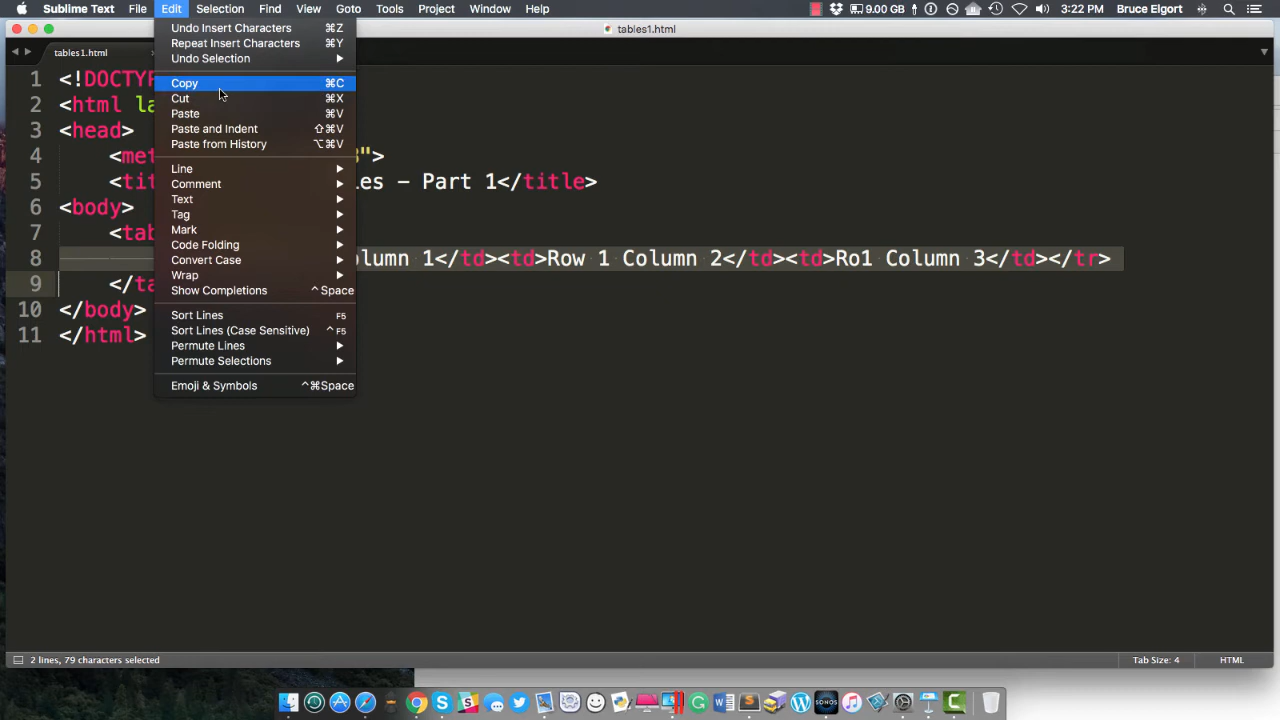 Sublime Text File Edit Selection Find View Goto Tools Project Window Help 9.00 GB 1 3:22 PM Bruce Elgort
tables1.html
tables1.html
Undo Insert Characters ⌘Z
Repeat Insert Characters ⌘Y
Undo Selection
Copy ⌘C
Cut ⌘X
Paste ⌘V
Paste and Indent ⇧⌘V
Paste from History ⌥⌘V
Line
Comment
Text
Tag
Mark
Code Folding
Convert Case
Wrap
Show Completions ^Space
Sort Lines F5
Sort Lines (Case Sensitive) ^F5
Permute Lines
Permute Selections
Emoji & Symbols ^⌘Space
1 <!DOCTYP
2 <html la
3 <head>
4 <met 8">
5 <tit les – Part 1</title>
6 <body>
7 <tab
8 olumn 1</td><td>Row 1 Column 2</td><td>Ro1 Column 3</td></tr>
9 </ta
10 </body>
11 </html>
2 lines, 79 characters selected Tab Size: 4 HTML
SONOS